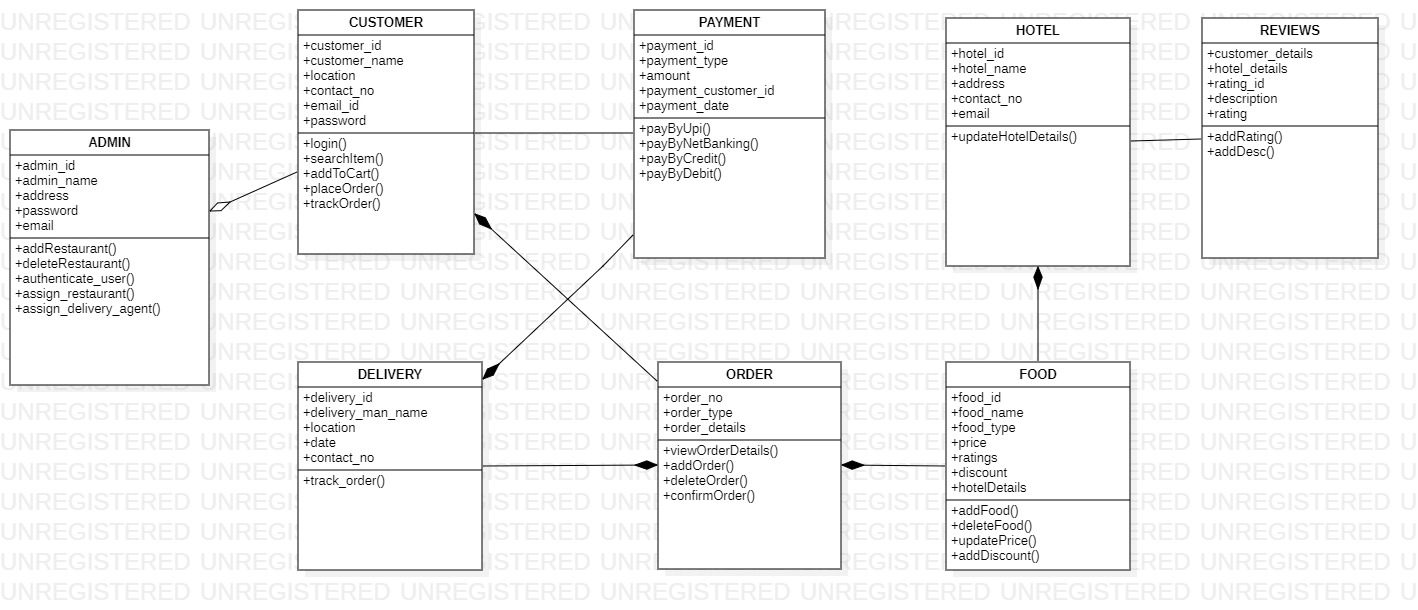 CUSTOMER
+customer_id
+customer_name
+location
+contact_no
+email_id
+password
+login()
+searchItem()
+addToCart()
+placeOrder()
+trackOrder()
PAYMENT
+payment_id
+payment_type
+amount
+payment_customer_id
+payment_date
+payByUpi()
+payByNetBanking()
+payByCredit()
+payByDebit()
HOTEL
+hotel_id
+hotel_name
+address
+contact_no
+email
+updateHotelDetails()
REVIEWS
+customer_details
+hotel_details
+rating_id
+description
+rating
+addRating()
+addDesc()
ADMIN
+admin_id
+admin_name
+address
+password
+email
+addRestaurant()
+deleteRestaurant()
+authenticate_user()
+assign_restaurant()
+assign_delivery_agent()
DELIVERY
+delivery_id
+delivery_man_name
+location
+date
+contact_no
+track_order()
ORDER
+order_no
+order_type
+order_details
+viewOrderDetails()
+addOrder()
+deleteOrder()
+confirmOrder()
FOOD
+food_id
+food_name
+food_type
+price
+ratings
+discount
+hotelDetails
+addFood()
+deleteFood()
+updatePrice()
+addDiscount()
UNREGISTERED